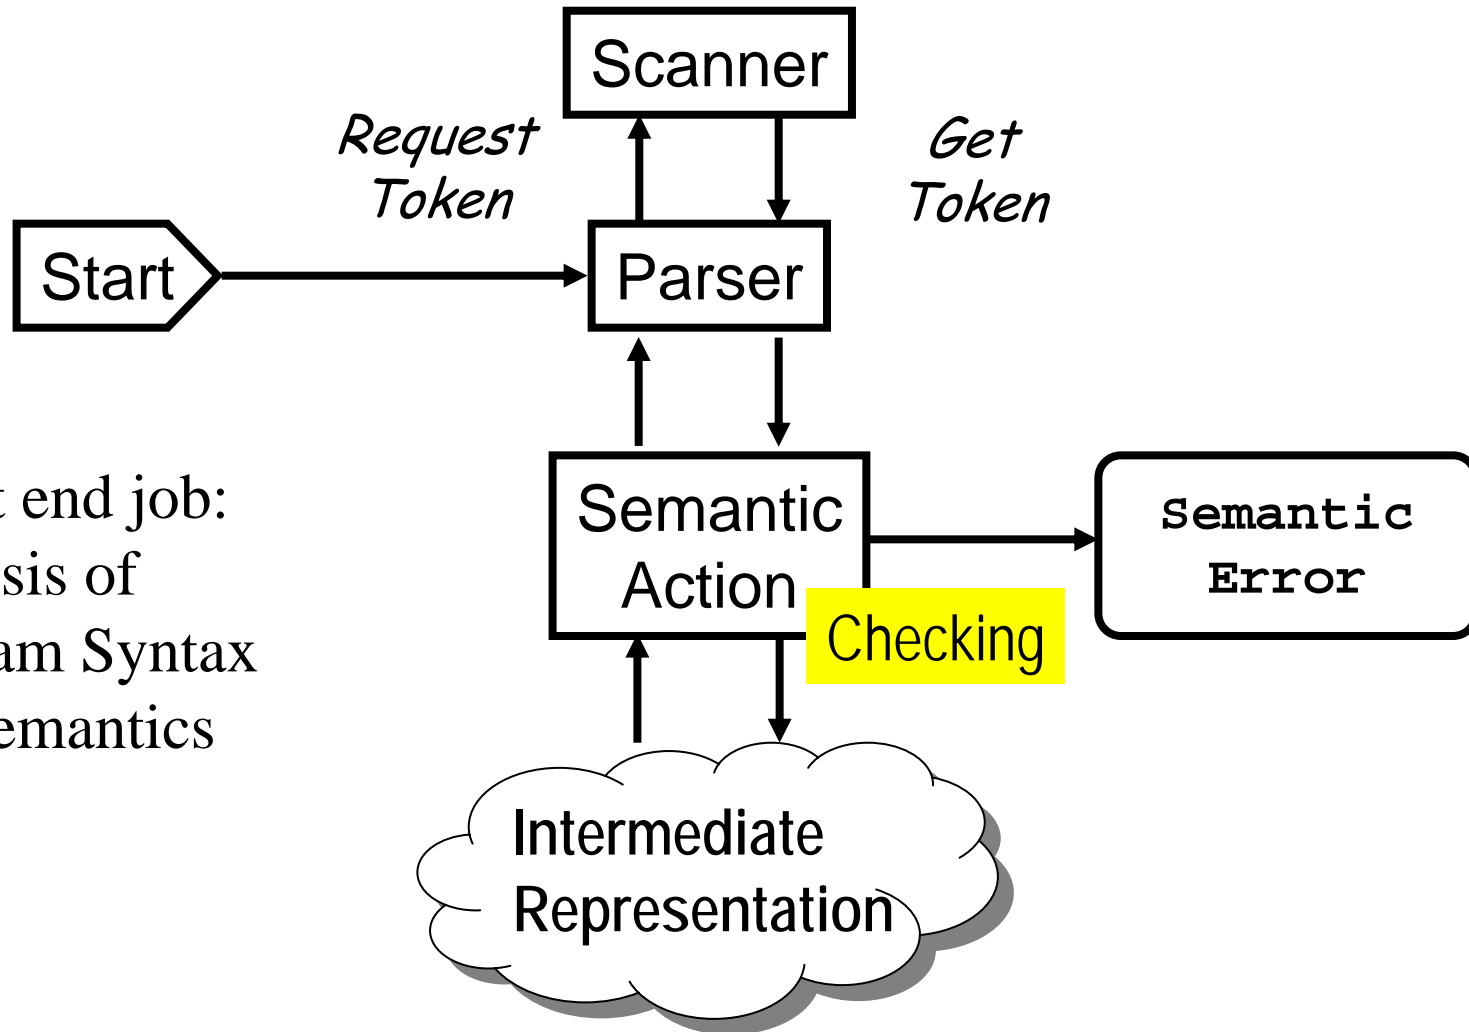 Scanner
Request
Token
Get
Token
Start
Parser
t end job:
sis of
am Syntax
emantics
Semantic
Action
Checking
Semantic
Error
Intermediate
Representation